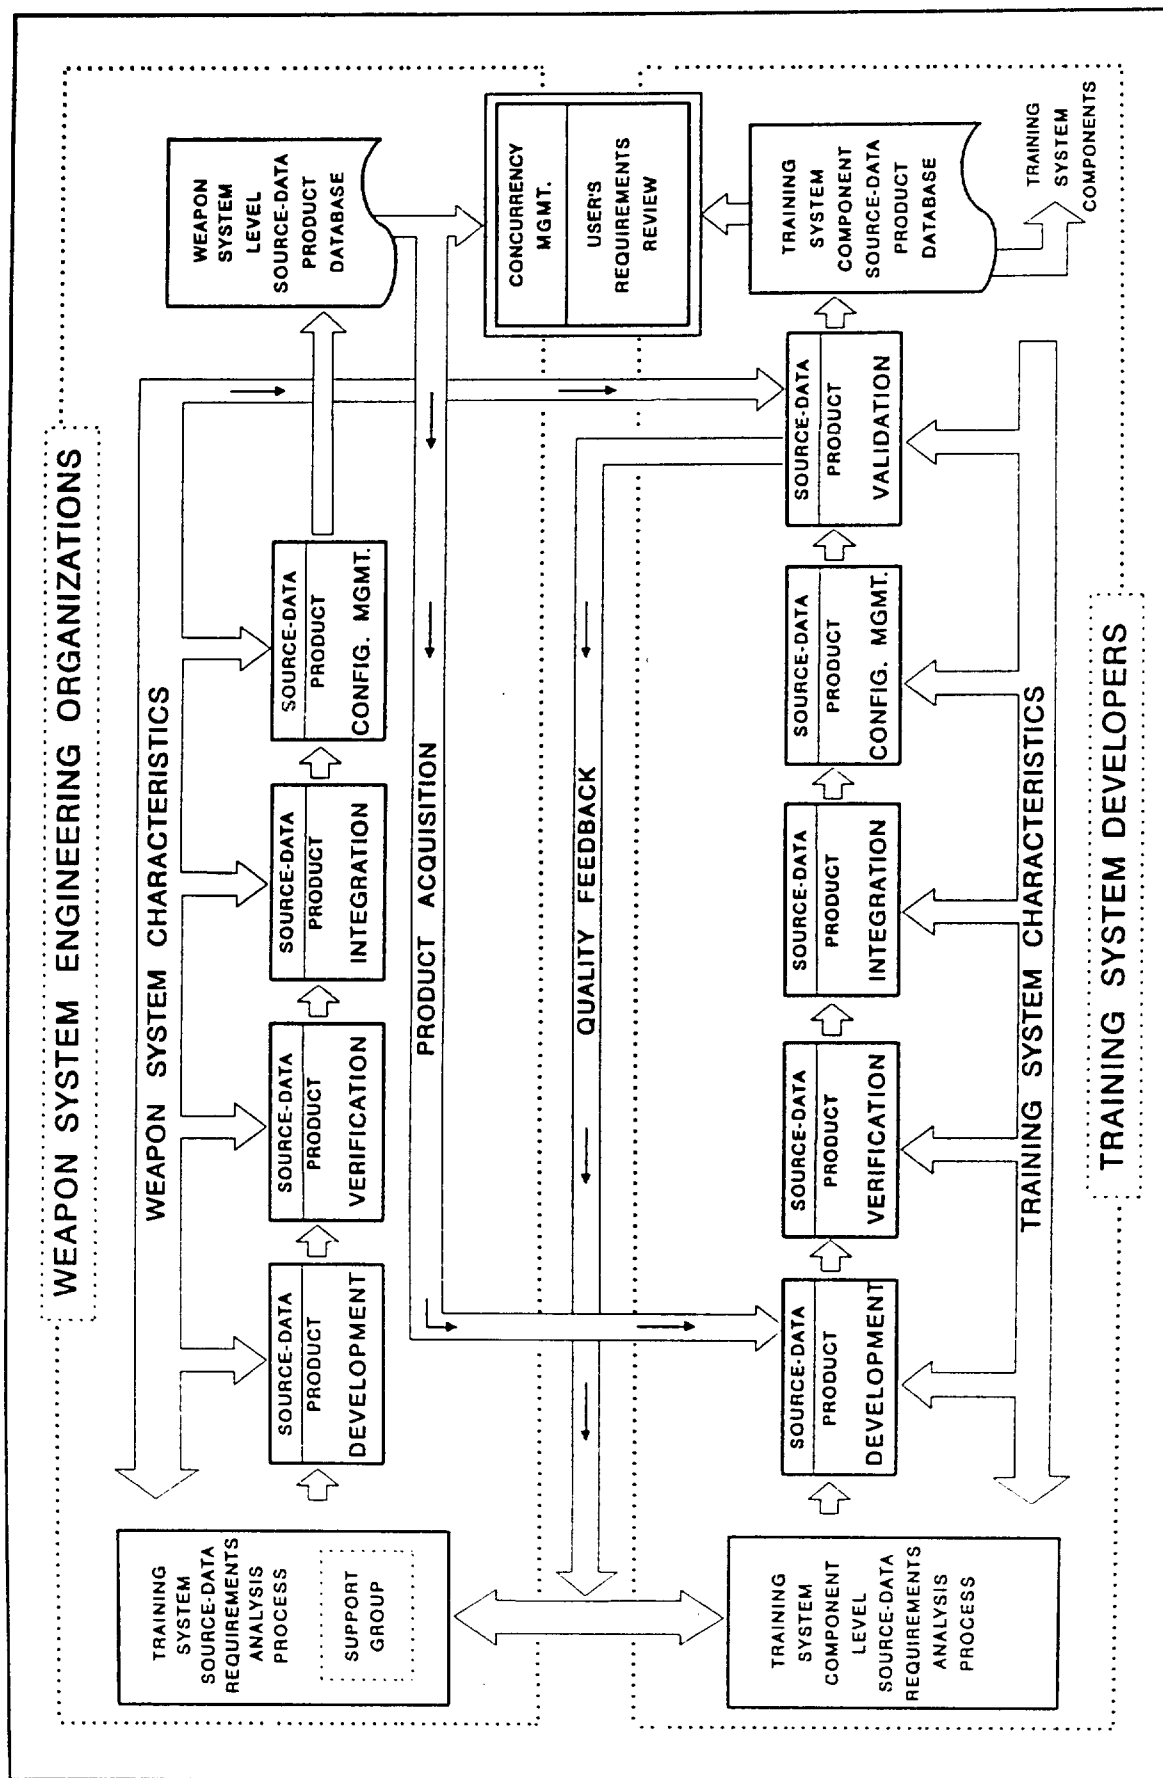 WEAPON SYSTEM ENGINEERING ORGANIZATIONS
WEAPON SYSTEM CHARACTERISTICS
TRAINING
SYSTEM
SOURCE-DATA
REQUIREMENTS
ANALYSIS
PROCESS
SUPPORT
GROUP
SOURCE-DATA
PRODUCT
DEVELOPMENT
SOURCE-DATA
PRODUCT
VERIFICATION
SOURCE-DATA
PRODUCT
INTEGRATION
SOURCE-DATA
PRODUCT
CONFIG. MGMT.
WEAPON
SYSTEM
LEVEL
SOURCE-DATA
PRODUCT
DATABASE
PRODUCT ACQUISITION
CONCURRENCY
MGMT.
USER'S
REQUIREMENTS
REVIEW
QUALITY FEEDBACK
TRAINING
SYSTEM
COMPONENT
LEVEL
SOURCE-DATA
REQUIREMENTS
ANALYSIS
PROCESS
SOURCE-DATA
PRODUCT
DEVELOPMENT
SOURCE-DATA
PRODUCT
VERIFICATION
SOURCE-DATA
PRODUCT
INTEGRATION
SOURCE-DATA
PRODUCT
CONFIG. MGMT.
SOURCE-DATA
PRODUCT
VALIDATION
TRAINING
SYSTEM
COMPONENT
SOURCE-DATA
PRODUCT
DATABASE
TRAINING
SYSTEM
COMPONENTS
TRAINING SYSTEM CHARACTERISTICS
TRAINING SYSTEM DEVELOPERS